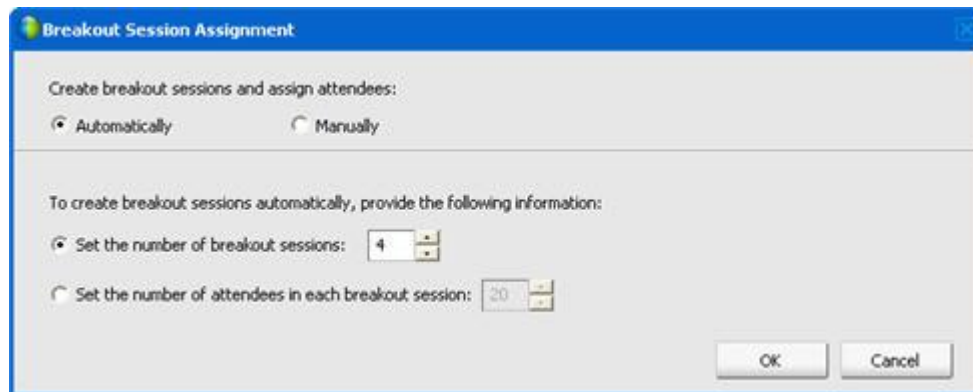 Breakout Session Assignment
Create breakout sessions and assign attendees:
Automatically Manually
To create breakout sessions automatically, provide the following information:
Set the number of breakout sessions: 4
Set the number of attendees in each breakout session: 20
OK Cancel